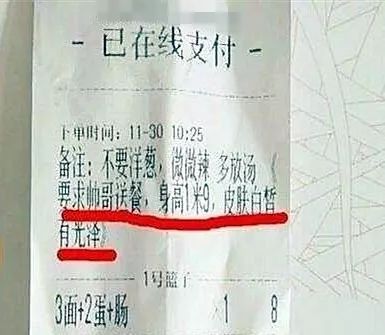 - 已在线支付 -
下单时间: 11-30 10:25
备注: 不要洋葱, 微微辣 多放汤 (
要求帅哥送餐, 身高1米9, 皮肤白皙
有光泽)
1号篮子
3面+2蛋+肠 x1 8